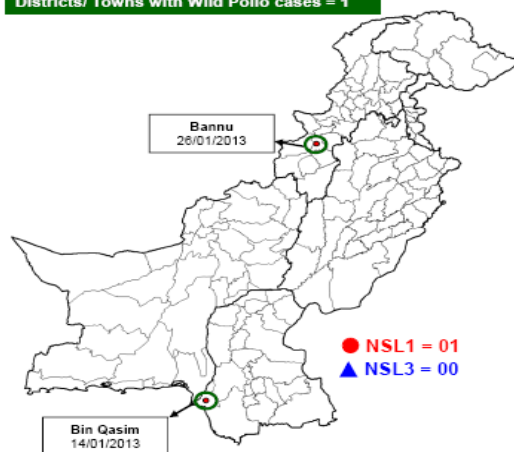 Districts/ Towns with Wild Polio cases = 1
Bannu
26/01/2013
NSL1 = 01
NSL3 = 00
Bin Qasim
14/01/2013